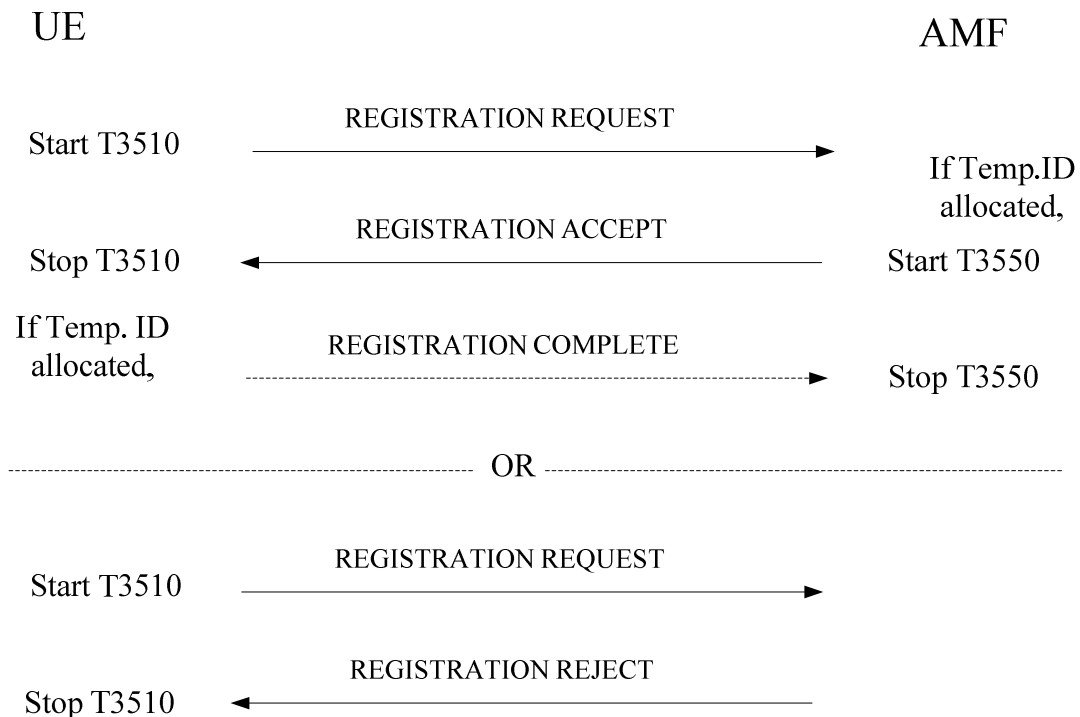 UE
AMF
REGISTRATION REQUEST
Start T3510
If Temp.ID
allocated,
REGISTRATION ACCEPT
Stop T3510
Start T3550
If Temp. ID
allocated,
REGISTRATION COMPLETE
Stop T3550
OR
REGISTRATION REQUEST
Start T3510
REGISTRATION REJECT
Stop T3510